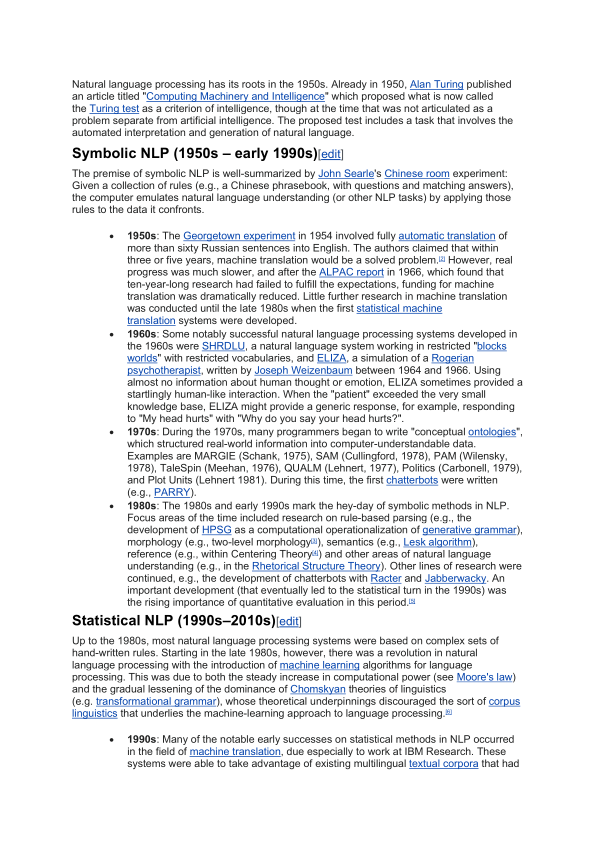 Natural language processing has its roots in the 1950s. Already in 1950, Alan Turing published
an article titled "Computing Machinery and Intelligence" which proposed what is now called
the Turing test as a criterion of intelligence, though at the time that was not articulated as a
problem separate from artificial intelligence. The proposed test includes a task that involves the
automated interpretation and generation of natural language.
Symbolic NLP (1950s – early 1990s)[edit]
The premise of symbolic NLP is well-summarized by John Searle's Chinese room experiment:
Given a collection of rules (e.g., a Chinese phrasebook, with questions and matching answers),
the computer emulates natural language understanding (or other NLP tasks) by applying those
rules to the data it confronts.
• 1950s: The Georgetown experiment in 1954 involved fully automatic translation of
more than sixty Russian sentences into English. The authors claimed that within
three or five years, machine translation would be a solved problem.[2] However, real
progress was much slower, and after the ALPAC report in 1966, which found that
ten-year-long research had failed to fulfill the expectations, funding for machine
translation was dramatically reduced. Little further research in machine translation
was conducted until the late 1980s when the first statistical machine
translation systems were developed.
• 1960s: Some notably successful natural language processing systems developed in
the 1960s were SHRDLU, a natural language system working in restricted "blocks
worlds" with restricted vocabularies, and ELIZA, a simulation of a Rogerian
psychotherapist, written by Joseph Weizenbaum between 1964 and 1966. Using
almost no information about human thought or emotion, ELIZA sometimes provided a
startlingly human-like interaction. When the "patient" exceeded the very small
knowledge base, ELIZA might provide a generic response, for example, responding
to "My head hurts" with "Why do you say your head hurts?".
• 1970s: During the 1970s, many programmers began to write "conceptual ontologies",
which structured real-world information into computer-understandable data.
Examples are MARGIE (Schank, 1975), SAM (Cullingford, 1978), PAM (Wilensky,
1978), TaleSpin (Meehan, 1976), QUALM (Lehnert, 1977), Politics (Carbonell, 1979),
and Plot Units (Lehnert 1981). During this time, the first chatterbots were written
(e.g., PARRY).
• 1980s: The 1980s and early 1990s mark the hey-day of symbolic methods in NLP.
Focus areas of the time included research on rule-based parsing (e.g., the
development of HPSG as a computational operationalization of generative grammar),
morphology (e.g., two-level morphology[3]), semantics (e.g., Lesk algorithm),
reference (e.g., within Centering Theory[4]) and other areas of natural language
understanding (e.g., in the Rhetorical Structure Theory). Other lines of research were
continued, e.g., the development of chatterbots with Racter and Jabberwacky. An
important development (that eventually led to the statistical turn in the 1990s) was
the rising importance of quantitative evaluation in this period.[5]
Statistical NLP (1990s–2010s)[edit]
Up to the 1980s, most natural language processing systems were based on complex sets of
hand-written rules. Starting in the late 1980s, however, there was a revolution in natural
language processing with the introduction of machine learning algorithms for language
processing. This was due to both the steady increase in computational power (see Moore's law)
and the gradual lessening of the dominance of Chomskyan theories of linguistics
(e.g. transformational grammar), whose theoretical underpinnings discouraged the sort of corpus
linguistics that underlies the machine-learning approach to language processing.[6]
• 1990s: Many of the notable early successes on statistical methods in NLP occurred
in the field of machine translation, due especially to work at IBM Research. These
systems were able to take advantage of existing multilingual textual corpora that had